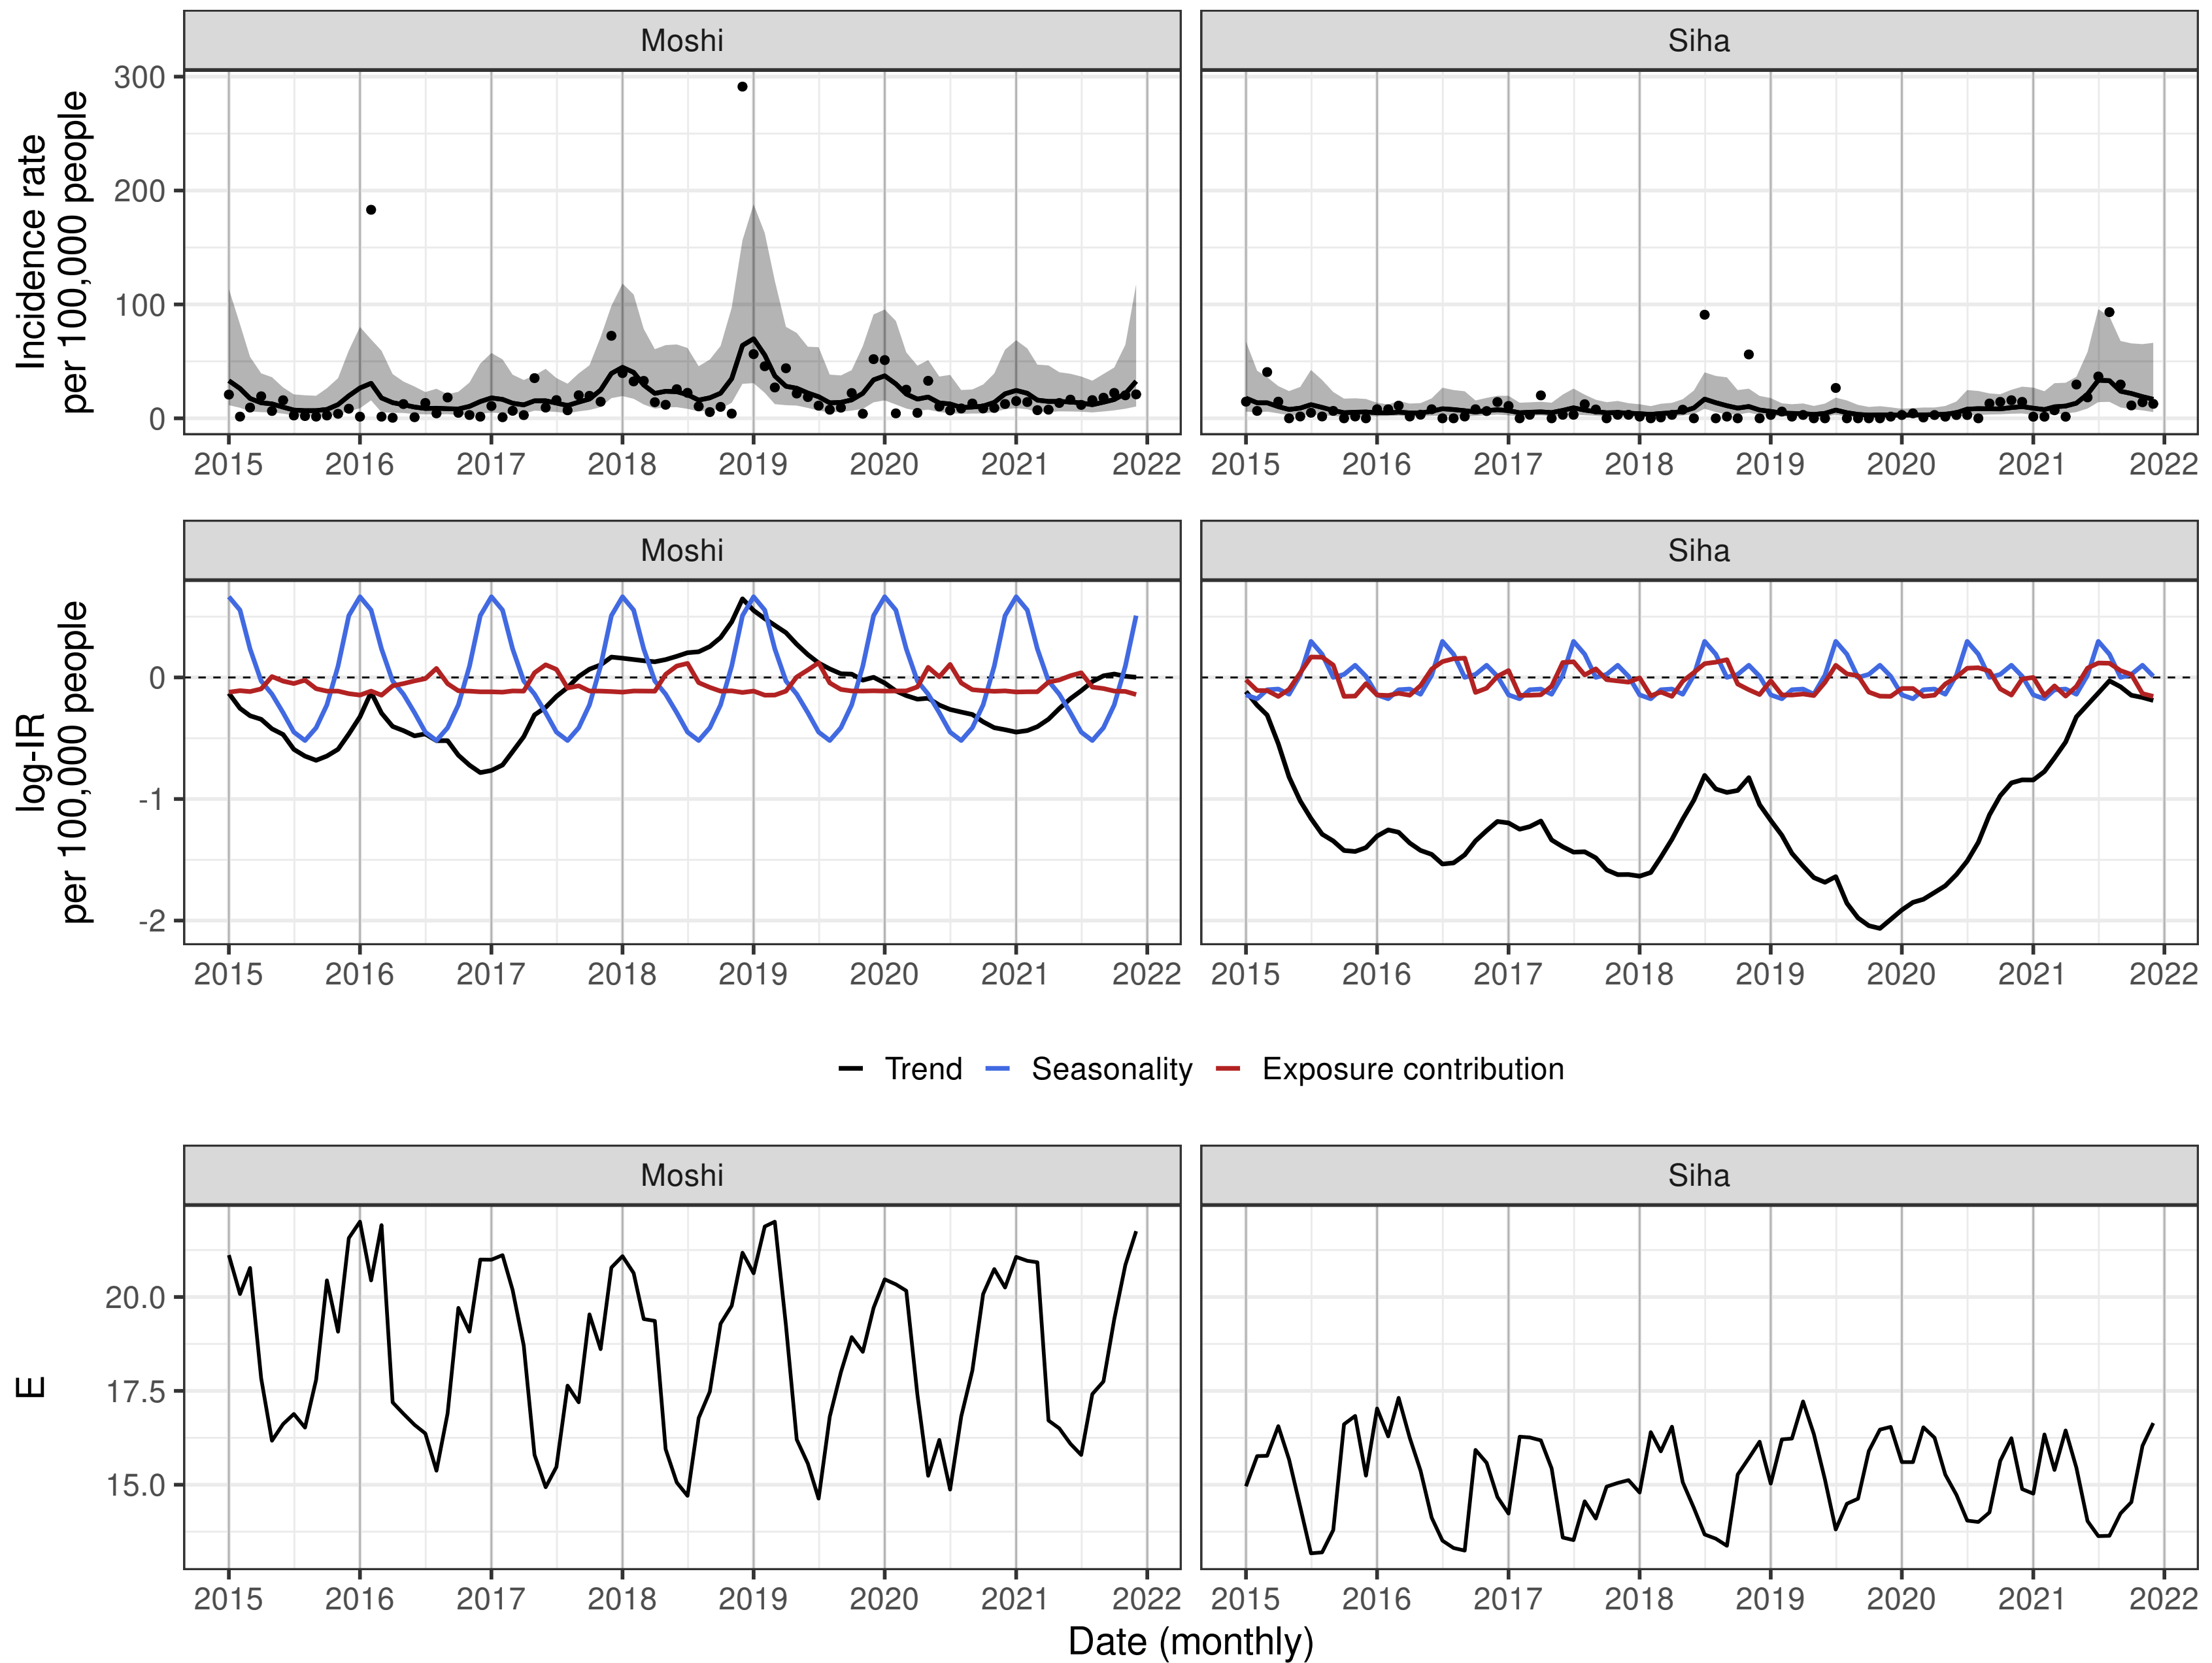 Moshi Siha
Incidence rate
per 100,000 people
300
200
100
0
2015 2016 2017 2018 2019 2020 2021 2022 2015 2016 2017 2018 2019 2020 2021 2022
Moshi Siha
log-IR
per 100,000 people
0
-1
-2
2015 2016 2017 2018 2019 2020 2021 2022 2015 2016 2017 2018 2019 2020 2021 2022
Trend Seasonality Exposure contribution
Moshi Siha
E
20.0
17.5
15.0
2015 2016 2017 2018 2019 2020 2021 2022 2015 2016 2017 2018 2019 2020 2021 2022
Date (monthly)